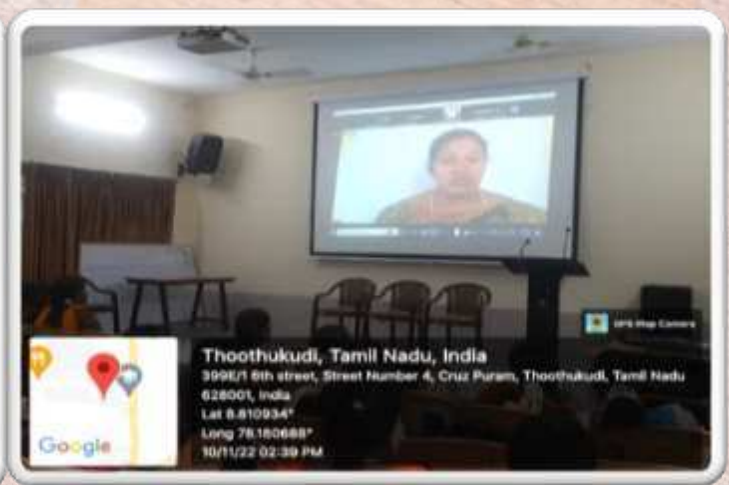 GPS Map Camera
Thoothukudi, Tamil Nadu, India
399E/1 6th street, Street Number 4, Cruz Puram, Thoothukudi, Tamil Nadu
628001, India
Lat 8.810934°
Long 78.180688°
10/11/22 02:39 PM
Google